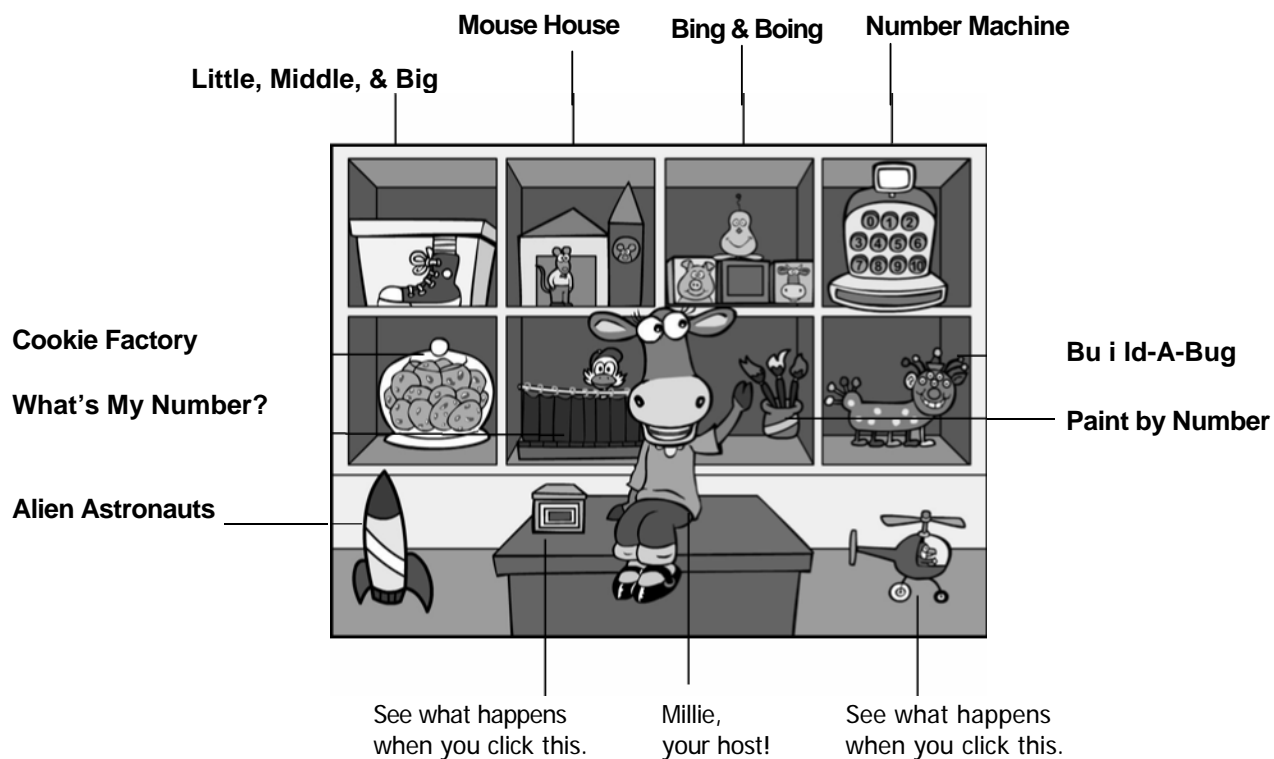 Mouse House
Bing & Boing
Number Machine
Little, Middle, & Big
0 1 2
3 4 5 6
7 8 9 10
Cookie Factory
Bu i ld-A-Bug
What's My Number?
Paint by Number
Alien Astronauts
See what happens
when you click this.
Millie,
your host!
See what happens
when you click this.